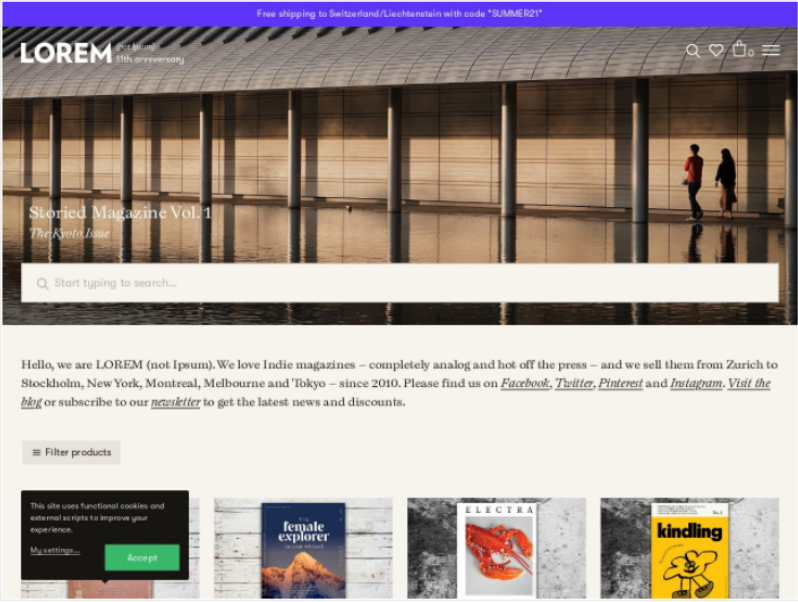 Free shipping to Switzerland/Liechtenstein with code "SUMMER21"
LOREM (not Ipsum)
11th anniversary
0
Storied Magazine Vol. 1
The Kyoto Issue
Start typing to search...
Hello, we are LOREM (not Ipsum). We love Indie magazines – completely analog and hot off the press – and we sell them from Zurich to
Stockholm, New York, Montreal, Melbourne and Tokyo – since 2010. Please find us on Facebook, Twitter, Pinterest and Instagram. Visit the
blog or subscribe to our newsletter to get the latest news and discounts.
Filter products
This site uses functional cookies and
external scripts to improve your
experience.
My settings...
Accept
THE
female
explorer
ELECTRA
No.1
kindling